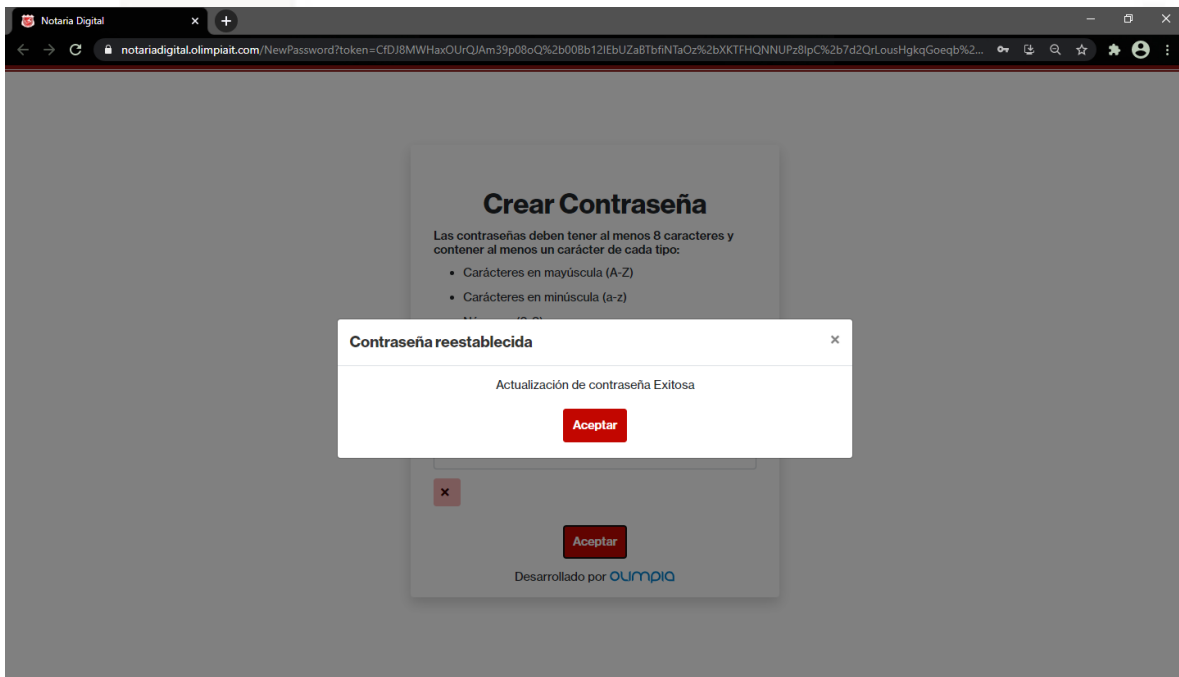 Notaria Digital
notariadigital.olimpiait.com/NewPassword?token=CfDJ8MWHaxOUrQJAm39p08oQ%2b00Bb12IEbUZaBTbfiNTaOz%2bXKTFHQNNUPz8lpC%2b7d2QrLousHgkqGoeqb%2...
Crear Contraseña
Las contraseñas deben tener al menos 8 caracteres y
contener al menos un carácter de cada tipo:
• Carácteres en mayúscula (A-Z)
• Carácteres en minúscula (a-z)
Contraseña reestablecida
Actualización de contraseña Exitosa
Aceptar
Aceptar
Desarrollado por OLIMPIA